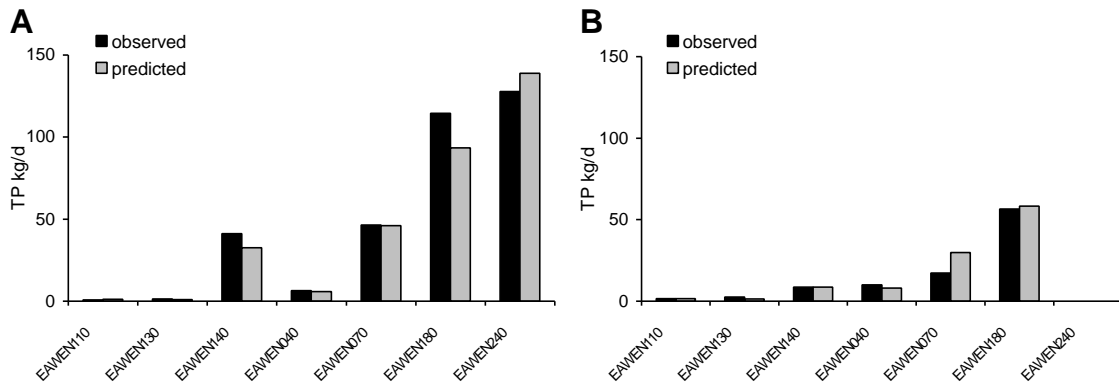 A
observed
predicted
TP kg/d
150
100
50
0
EAWEN110
EAWEN130
EAWEN140
EAWEN040
EAWEN070
EAWEN180
EAWEN240
B
observed
predicted
TP kg/d
150
100
50
0
EAWEN110
EAWEN130
EAWEN140
EAWEN040
EAWEN070
EAWEN180
EAWEN240